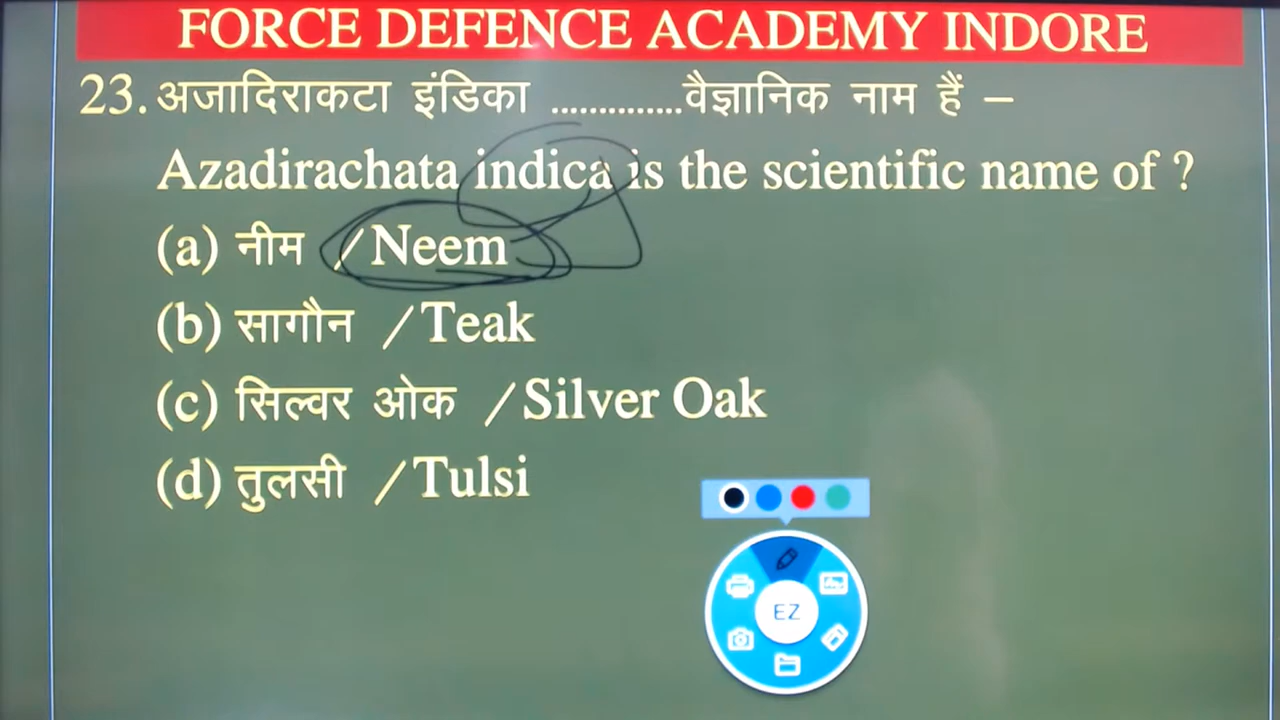 FORCE DEFENCE ACADEMY INDORE
23. अजादिराकटा इंडिका ..............वैज्ञानिक नाम हैं –
Azadirachata indica is the scientific name of ?
(a) नीम / Neem
(b) सागौन / Teak
(c) सिल्वर ओक / Silver Oak
(d) तुलसी / Tulsi
EZ